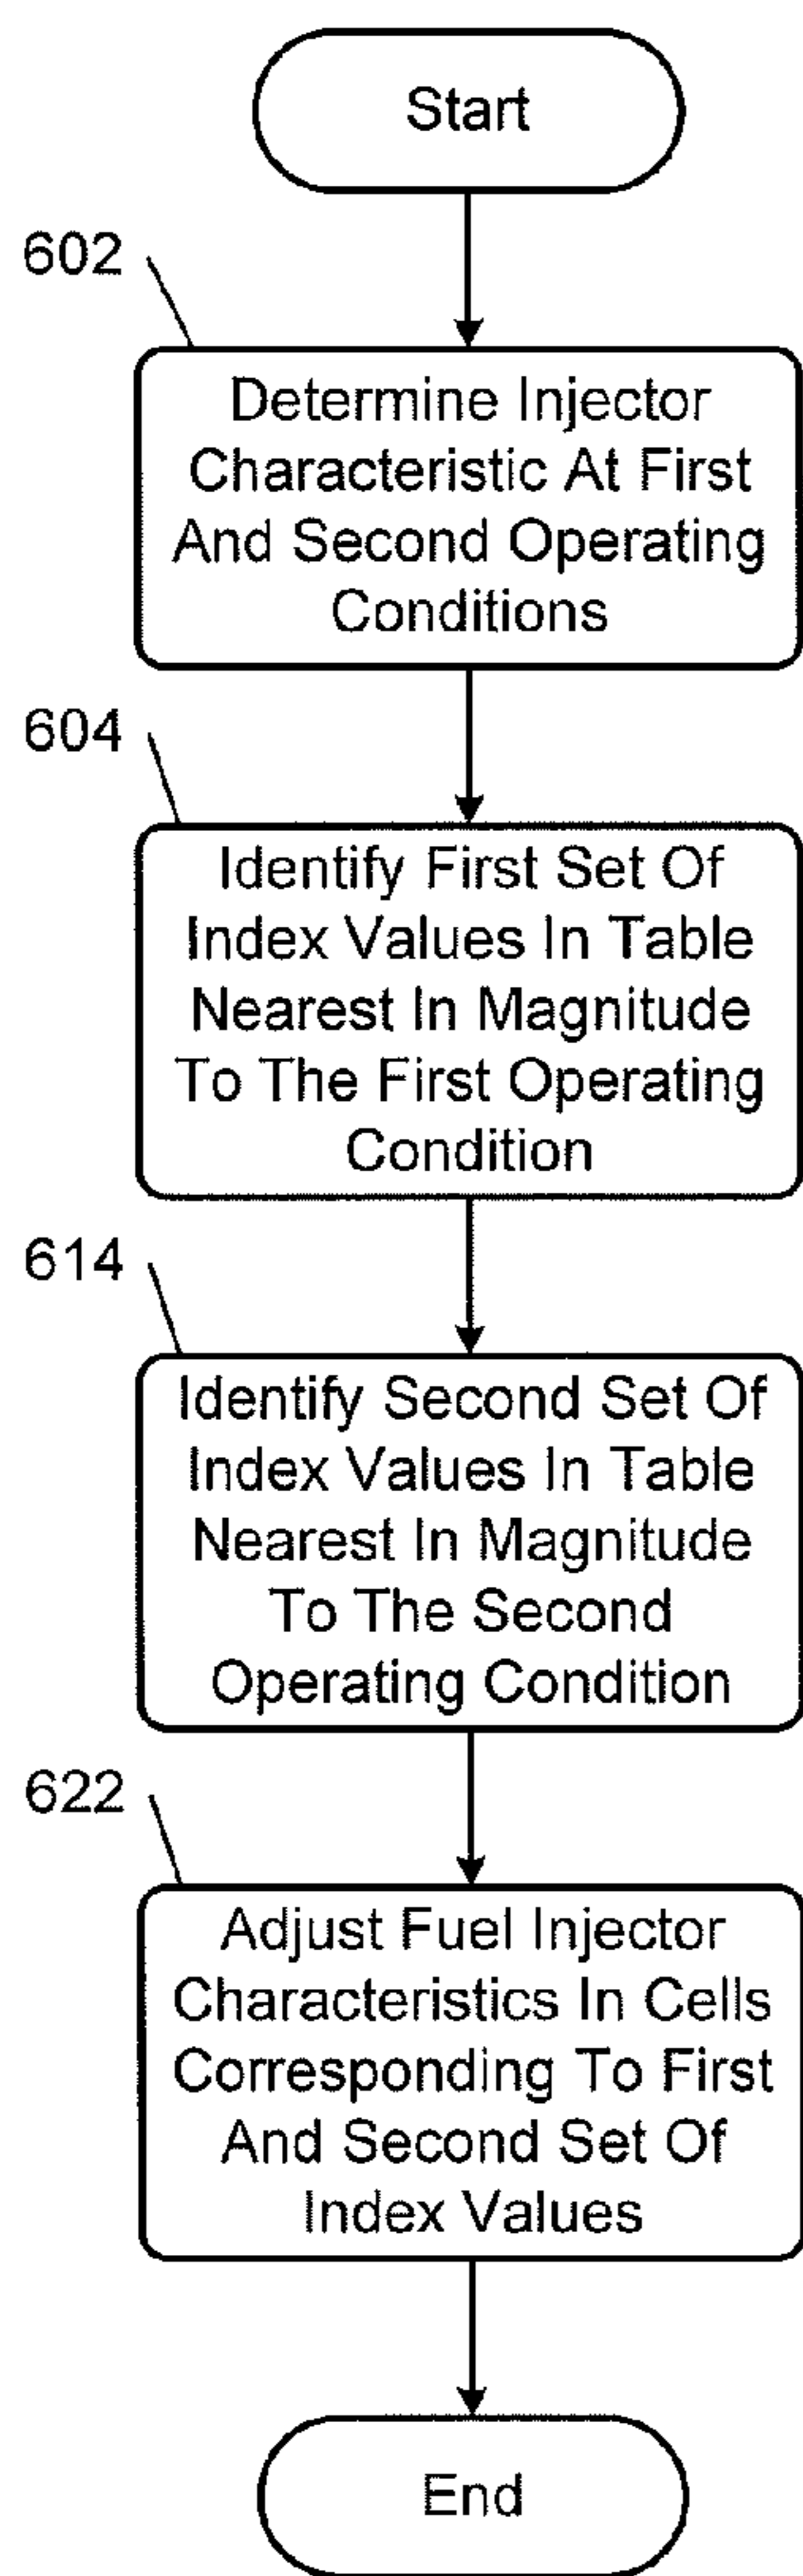 Start
602
Determine Injector
Characteristic At First
And Second Operating
Conditions
604
Identify First Set Of
Index Values In Table
Nearest In Magnitude
To The First Operating
Condition
614
Identify Second Set Of
Index Values In Table
Nearest In Magnitude
To The Second
Operating Condition
622
Adjust Fuel Injector
Characteristics In Cells
Corresponding To First
And Second Set Of
Index Values
End